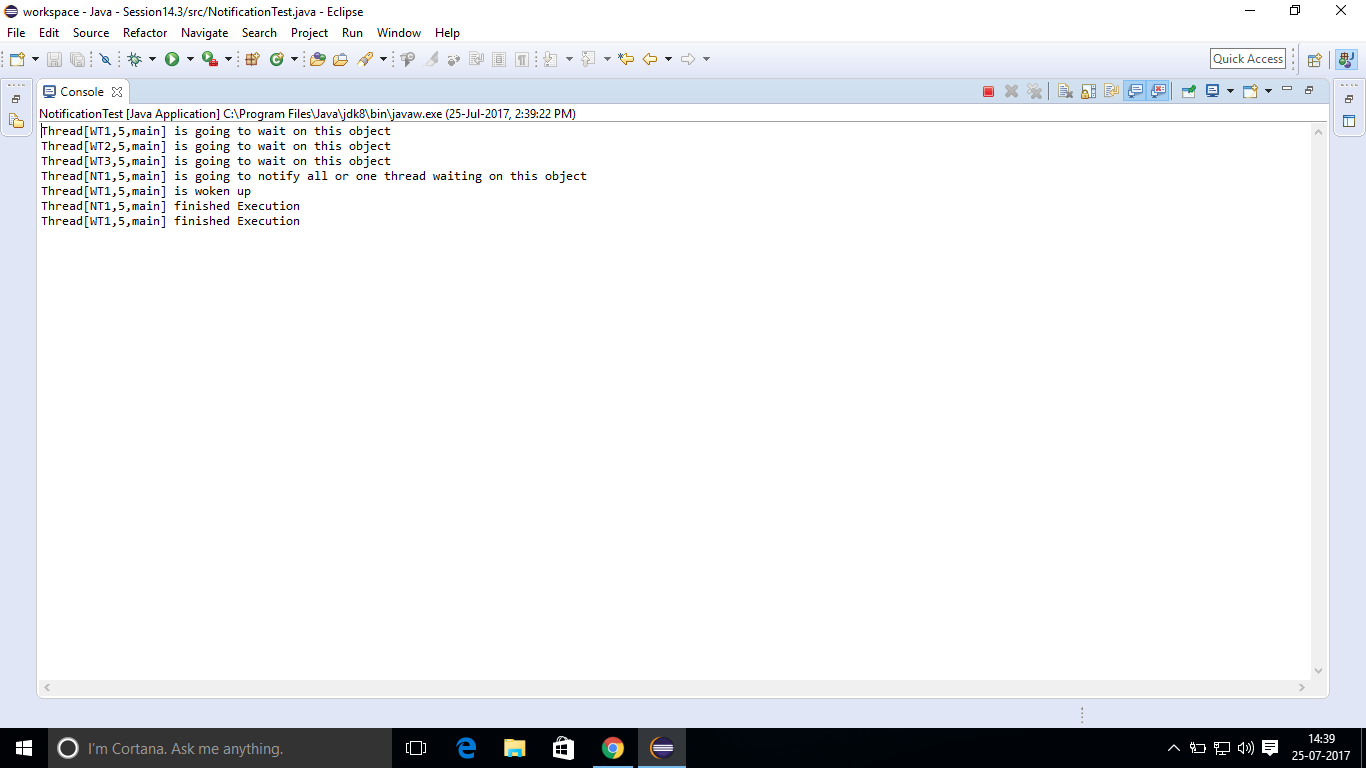 workspace - Java - Session14.3/src/NotificationTest.java - Eclipse
File Edit Source Refactor Navigate Search Project Run Window Help
Quick Access
Console
NotificationTest [Java Application] C:\Program Files\Java\jdk8\bin\javaw.exe (25-Jul-2017, 2:39:22 PM)
Thread[WT1,5,main] is going to wait on this object
Thread[WT2,5,main] is going to wait on this object
Thread[WT3,5,main] is going to wait on this object
Thread[NT1,5,main] is going to notify all or one thread waiting on this object
Thread[WT1,5,main] is woken up
Thread[NT1,5,main] finished Execution
Thread[WT1,5,main] finished Execution
I'm Cortana. Ask me anything.
14:39
25-07-2017